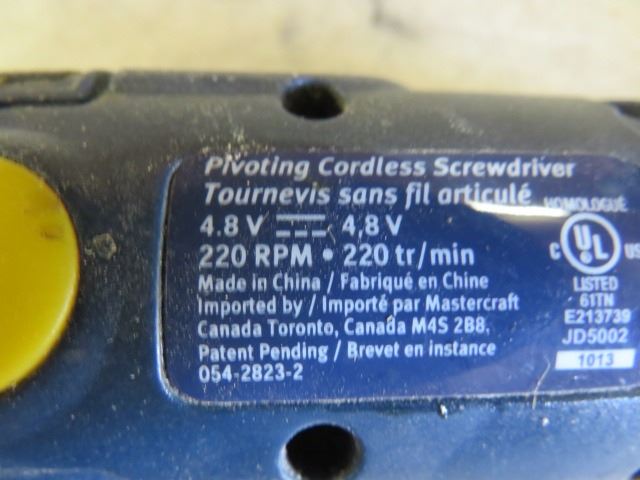 Pivoting Cordless Screwdriver
Tournevis sans fil articulé
4.8 V 4,8 V
220 RPM • 220 tr/min
Made in China / Fabriqué en Chine
Imported by / Importé par Mastercraft
Canada Toronto, Canada M4S 2B8.
Patent Pending / Brevet en instance
054-2823-2
HOMOLOGUÉ
C UL US
LISTED
61TN
E213739
JD5002
1013